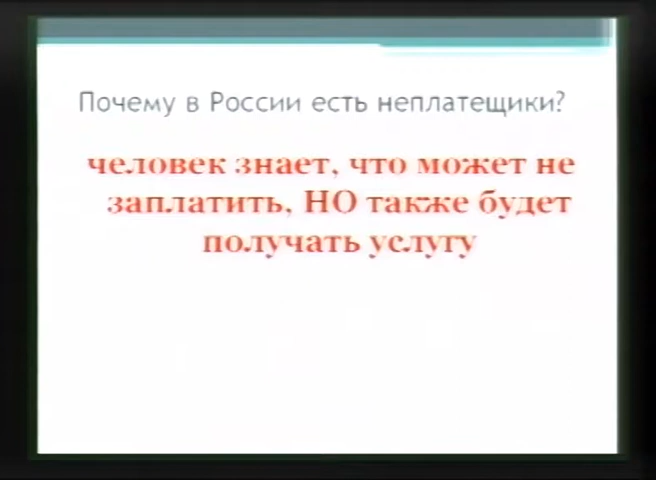 Почему в России есть неплатещики?
человек знает, что может не
заплатить, НО также будет
получать услугу